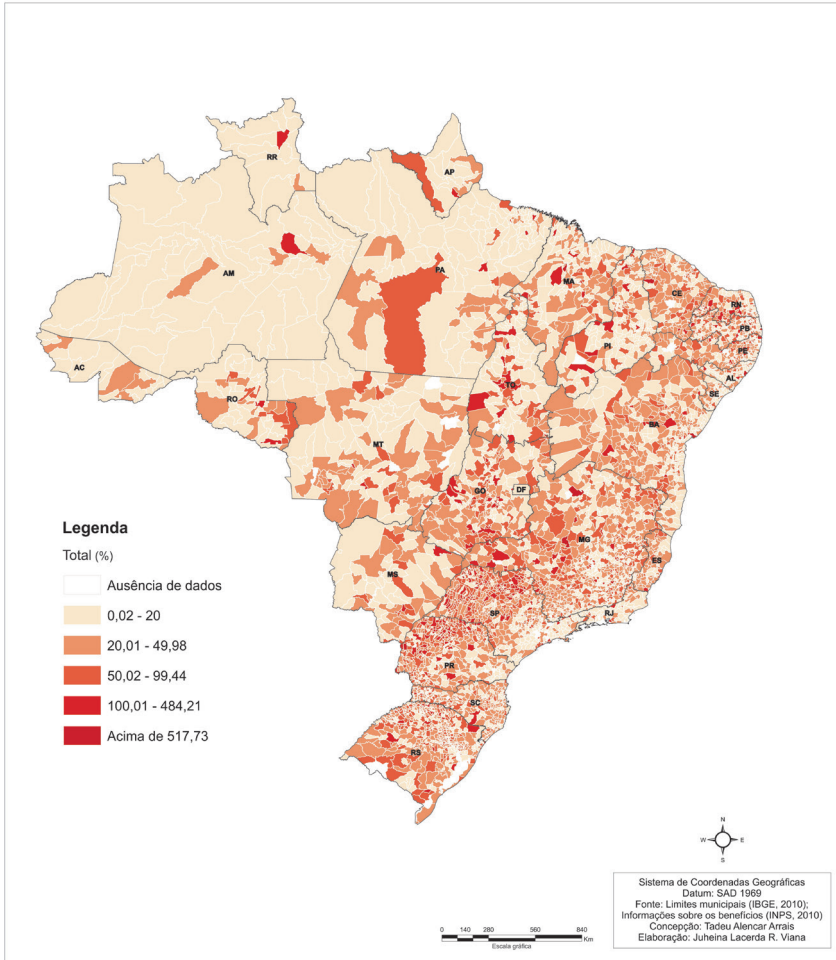 RR
AP
AM
PA
MA
CE
RN
PB
PE
AL
SE
PI
AC
RO
TO
BA
MT
GO
DF
MG
ES
MS
SP
RJ
PR
SC
RS
Legenda
Total (%)
Ausência de dados
0,02 - 20
20,01 - 49,98
50,02 - 99,44
100,01 - 484,21
Acima de 517,73
N
W E
S
0 140 280 560 840
Km
Escala gráfica
Sistema de Coordenadas Geográficas
Datum: SAD 1969
Fonte: Limites municipais (IBGE, 2010);
Informações sobre os benefícios (INPS, 2010)
Concepção: Tadeu Alencar Arrais
Elaboração: Juheina Lacerda R. Viana